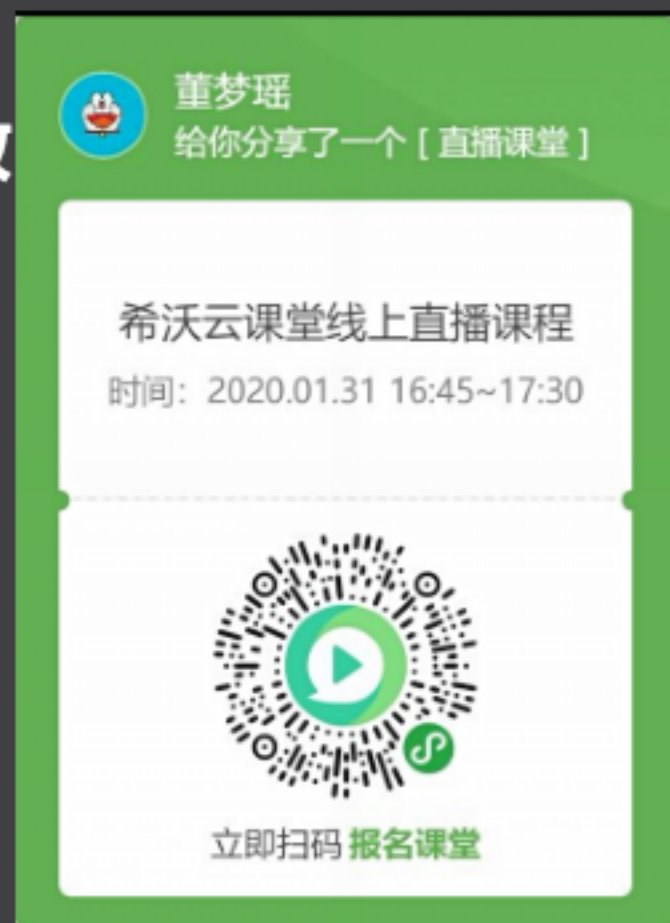 董梦瑶
给你分享了一个 [ 直播课堂 ]
希沃云课堂线上直播课程
时间：2020.01.31 16:45~17:30
立即扫码 报名课堂